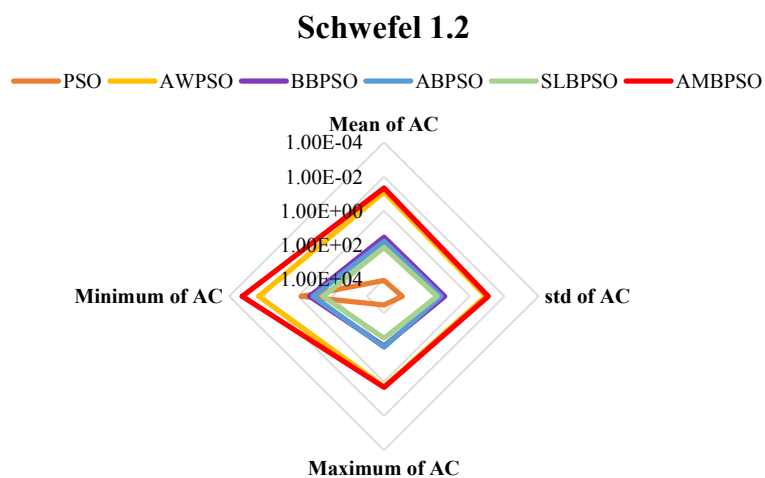 Schwefel 1.2
PSO AWPSO BBPSO ABPSO SLBPSO AMBPSO
Mean of AC
1.00E-04
1.00E-02
1.00E+00
1.00E+02
1.00E+04
Minimum of AC
std of AC
Maximum of AC